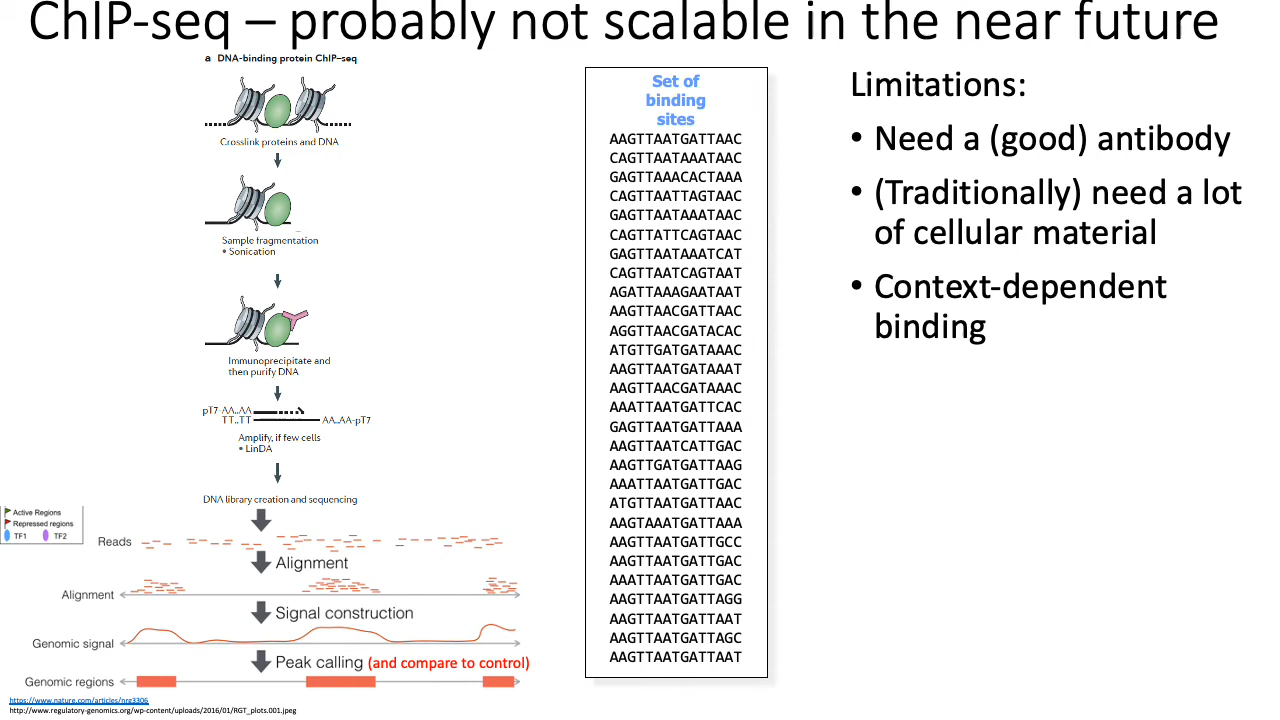 ChIP-seq – probably not scalable in the near future
a DNA-binding protein ChIP–seq
Crosslink proteins and DNA
Sample fragmentation
• Sonication
Immunoprecipitate and
then purify DNA
pT7-AA..AA
TT..TT AA..AA-pT7
Amplify, if few cells
• LinDA
DNA library creation and sequencing
Active Regions
Repressed regions
TF1 TF2
Reads
Alignment
Alignment
Signal construction
Genomic signal
Peak calling (and compare to control)
Genomic regions
https://www.nature.com/articles/nrg3306
http://www.regulatory-genomics.org/wp-content/uploads/2016/01/RGT_plots.001.jpeg
Set of
binding
sites
AAGTTAATGATTAAC
CAGTTAATAAATAAC
GAGTTAAACACTAAA
CAGTTAATTAGTAAC
GAGTTAATAAATAAC
CAGTTATTCAGTAAC
GAGTTAATAAATCAT
CAGTTAATCAGTAAT
AGATTAAAGAATAAT
AAGTTAACGATTAAC
AGGTTAACGATACAC
ATGTTGATGATAAAC
AAGTTAATGATAAAT
AAGTTAACGATAAAC
AAATTAATGATTCAC
GAGTTAATGATTAAA
AAGTTAATCATTGAC
AAGTTGATGATTAAG
AAATTAATGATTGAC
ATGTTAATGATTAAC
AAGTAAATGATTAAA
AAGTTAATGATTGCC
AAGTTAATGATTGAC
AAATTAATGATTGAC
AAGTTAATGATTAGG
AAGTTAATGATTAAT
AAGTTAATGATTAGC
AAGTTAATGATTAAT
Limitations:
• Need a (good) antibody
• (Traditionally) need a lot
of cellular material
• Context-dependent
binding